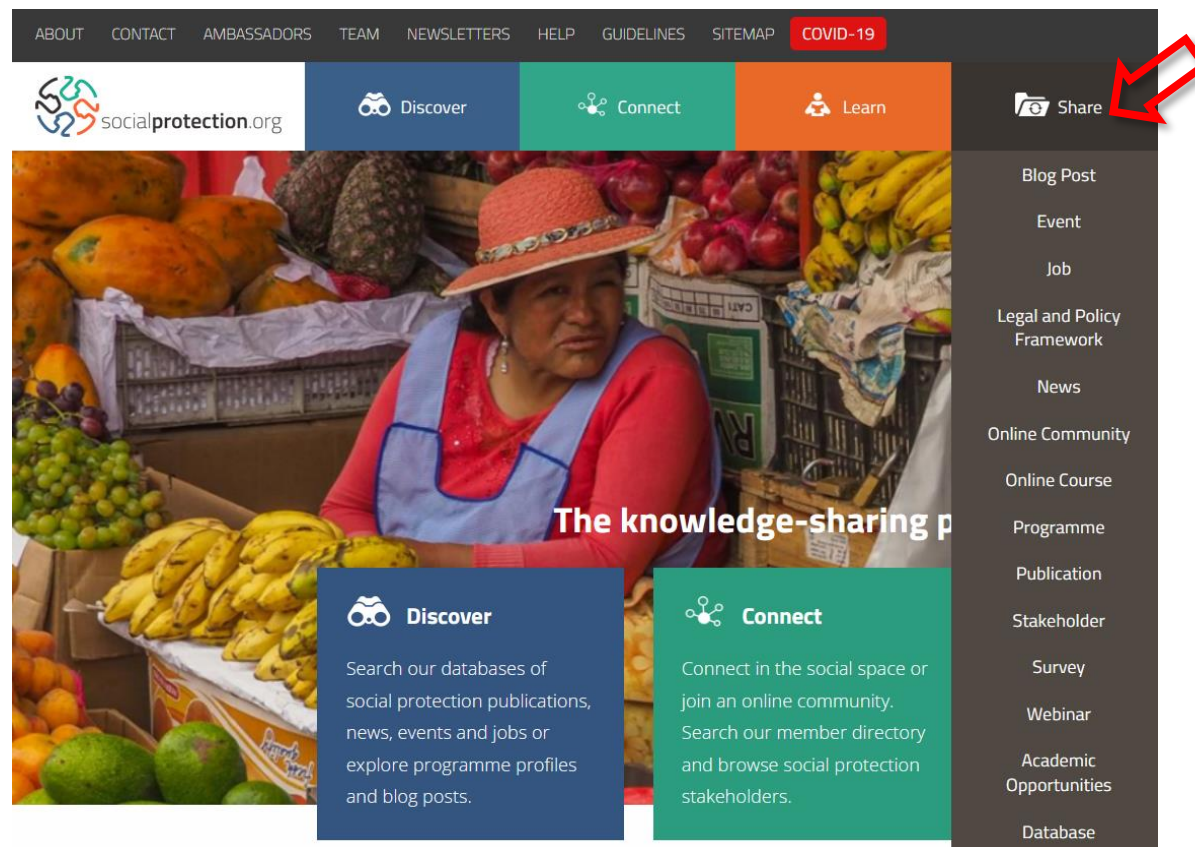 ABOUT CONTACT AMBASSADORS TEAM NEWSLETTERS HELP GUIDELINES SITEMAP COVID-19
socialprotection.org
Discover
Connect
Learn
Share
Blog Post
Event
Job
Legal and Policy
Framework
News
Online Community
Online Course
Programme
Publication
Stakeholder
Survey
Webinar
Academic
Opportunities
Database
The knowledge-sharing p
Discover
Search our databases of
social protection publications,
news, events and jobs or
explore programme profiles
and blog posts.
Connect
Connect in the social space or
join an online community.
Search our member directory
and browse social protection
stakeholders.